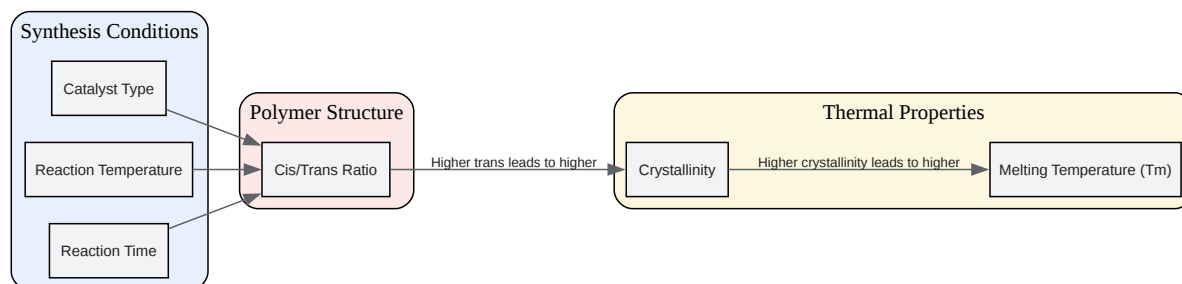 Synthesis Conditions
Catalyst Type
Reaction Temperature
Reaction Time
Polymer Structure
Cis/Trans Ratio
Higher trans leads to higher
Thermal Properties
Crystallinity
Higher crystallinity leads to higher
Melting Temperature (Tm)